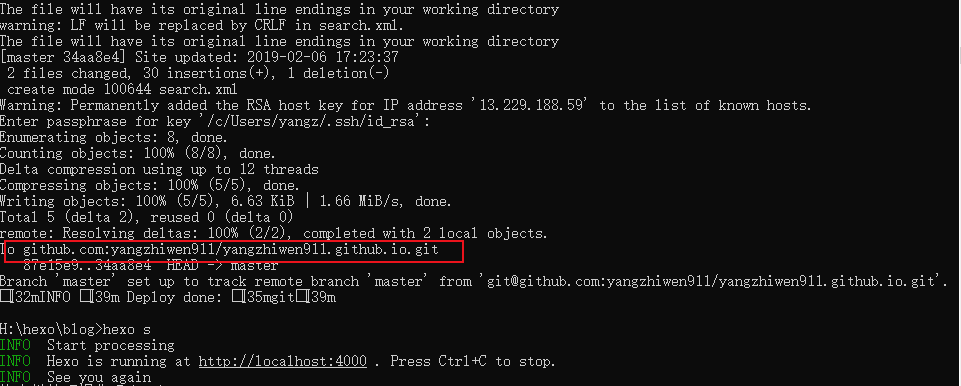 The file will have its original line endings in your working directory
warning: LF will be replaced by CRLF in search.xml.
The file will have its original line endings in your working directory
[master 34aa8e4] Site updated: 2019-02-06 17:23:37
 2 files changed, 30 insertions(+), 1 deletion(-)
 create mode 100644 search.xml
Warning: Permanently added the RSA host key for IP address '13.229.188.59' to the list of known hosts.
Enter passphrase for key '/c/Users/yangz/.ssh/id_rsa':
Enumerating objects: 8, done.
Counting objects: 100% (8/8), done.
Delta compression using up to 12 threads
Compressing objects: 100% (5/5), done.
Writing objects: 100% (5/5), 6.63 KiB | 1.66 MiB/s, done.
Total 5 (delta 2), reused 0 (delta 0)
remote: Resolving deltas: 100% (2/2), completed with 2 local objects.
To github.com:yangzhiwen911/yangzhiwen911.github.io.git
   87e15e9..34aa8e4  HEAD -> master
Branch 'master' set up to track remote branch 'master' from 'git@github.com:yangzhiwen911/yangzhiwen911.github.io.git'.
[32mINFO [39m Deploy done: [35mgit[39m
H:\hexo\blog>hexo s
INFO  Start processing
INFO  Hexo is running at http://localhost:4000 . Press Ctrl+C to stop.
INFO  See you again